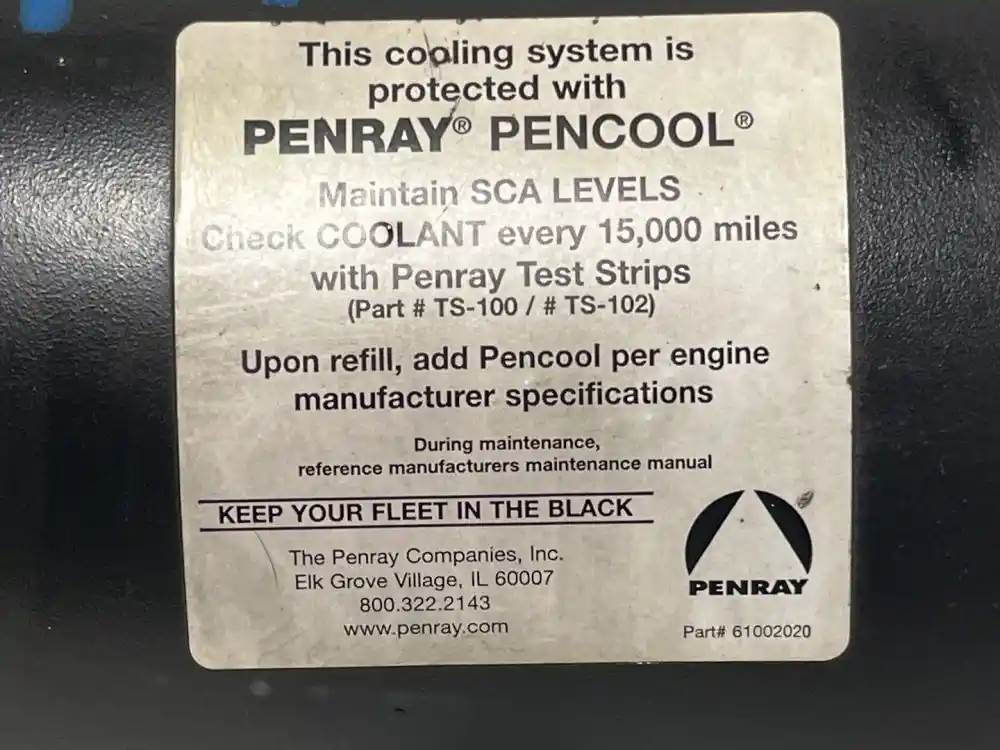 This cooling system is
protected with
PENRAY® PENCOOL®
Maintain SCA LEVELS
Check COOLANT every 15,000 miles
with Penray Test Strips
(Part # TS-100 / # TS-102)
Upon refill, add Pencool per engine
manufacturer specifications
During maintenance,
reference manufacturers maintenance manual
KEEP YOUR FLEET IN THE BLACK
The Penray Companies, Inc.
Elk Grove Village, IL 60007
800.322.2143
www.penray.com
PENRAY
Part# 61002020